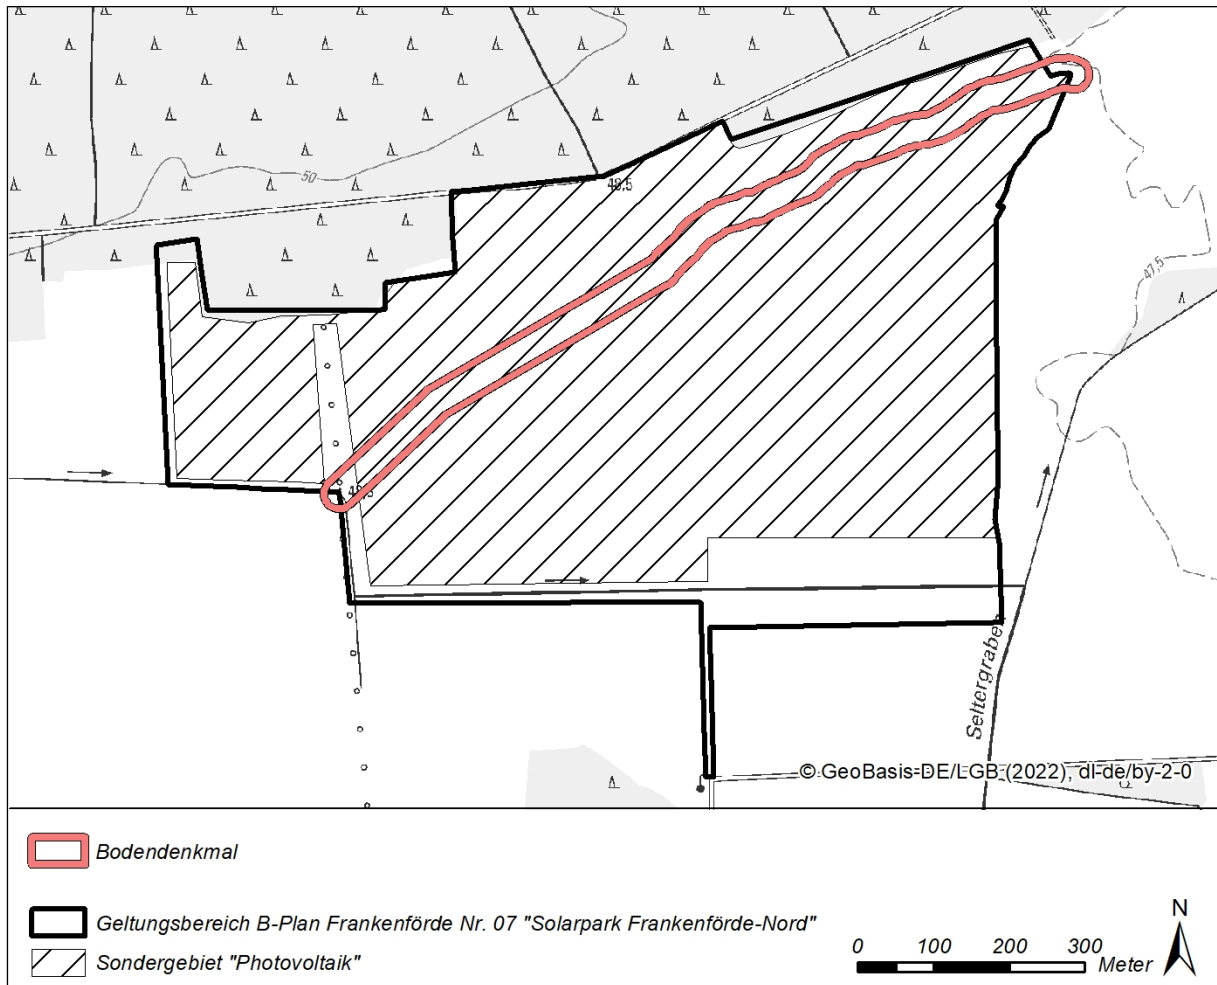 50
48,5
47,5
Seltergraben
© GeoBasis-DE/LGB (2022), dl-de/by-2-0
Bodendenkmal
Geltungsbereich B-Plan Frankenförde Nr. 07 "Solarpark Frankenförde-Nord"
Sondergebiet "Photovoltaik"
0 100 200 300
Meter
N